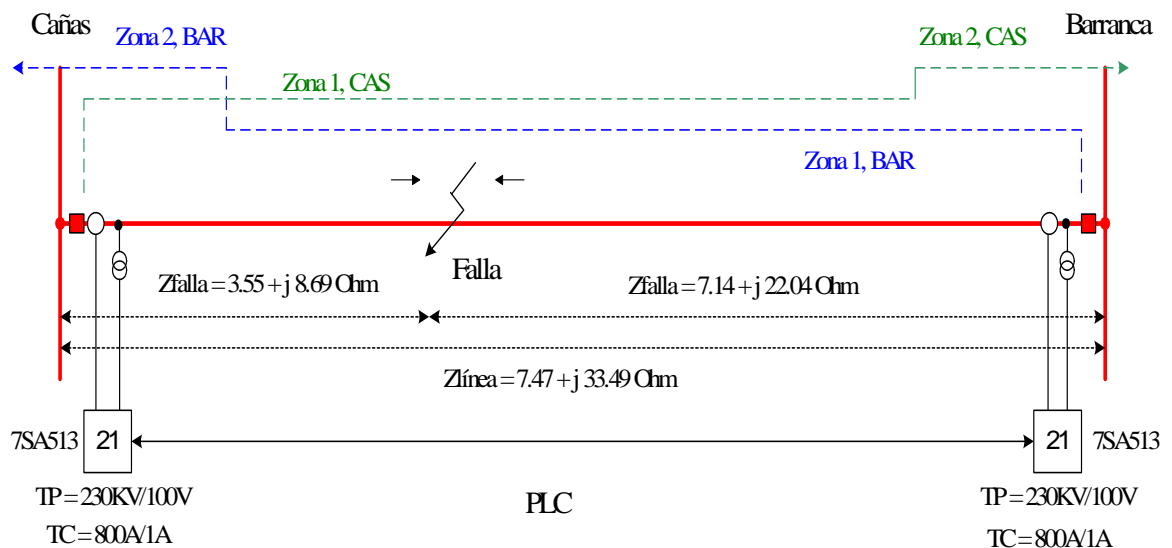 Cañas
Barranca
Zona 2, BAR
Zona 2, CAS
Zona 1, CAS
Zona 1, BAR
Falla
Zfalla = 3.55 + j 8.69 Ohm
Zfalla = 7.14 + j 22.04 Ohm
Zlínea = 7.47 + j 33.49 Ohm
7SA513
21
21
7SA513
TP = 230KV/100V
TC = 800A/1A
PLC
TP = 230KV/100V
TC = 800A/1A